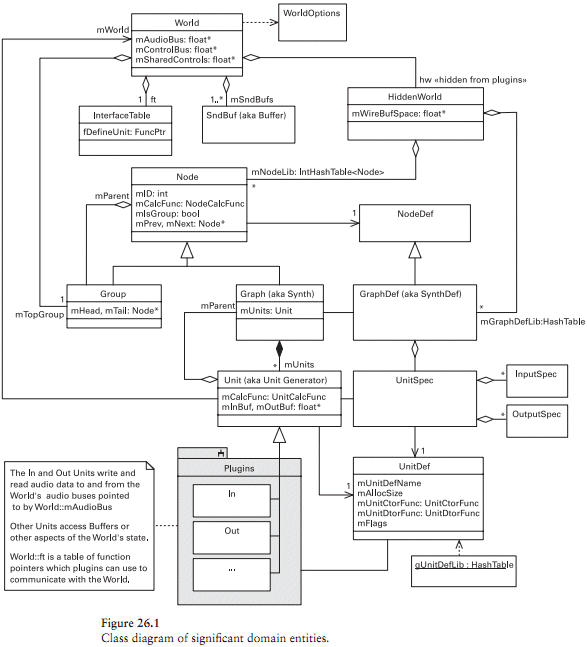 World
WorldOptions
mWorld
mAudioBus: float*
mControlBus: float*
mSharedControls: float*
hw «hidden from plugins»
1 ft
1..* mSndBufs
HiddenWorld
InterfaceTable
SndBuf (aka Buffer)
mWireBufSpace: float*
fDefineUnit: FuncPtr
mNodeLib: IntHashTable<Node>
*
Node
mParent
mID: int
mCalcFunc: NodeCalcFunc
mIsGroup: bool
mPrev, mNext: Node*
1
NodeDef
1
mTopGroup
Group
mHead, mTail: Node*
mParent
Graph (aka Synth)
mUnits: Unit
GraphDef (aka SynthDef)
*
mGraphDefLib:HashTable
* mUnits
Unit (aka Unit Generator)
mCalcFunc: UnitCalcFunc
mInBuf, mOutBuf: float*
UnitSpec
*
InputSpec
*
OutputSpec
1
Plugins
In
Out
...
The In and Out Units write and
read audio data to and from the
World's audio buses pointed
to by World::mAudioBus
Other Units access Buffers or
other aspects of the World's state.
World::ft is a table of function
pointers which plugins can use to
communicate with the World.
1
UnitDef
mUnitDefName
mAllocSize
mUnitCtorFunc: UnitCtorFunc
mUnitDtorFunc: UnitDtorFunc
mFlags
gUnitDefLib : HashTable
Figure 26.1
Class diagram of significant domain entities.